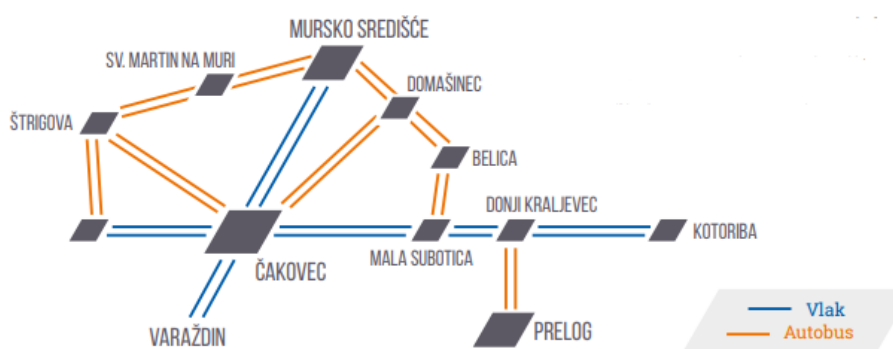 MURSKO SREDIŠĆE
SV. MARTIN NA MURI
DOMAŠINEC
ŠTRIGOVA
BELICA
DONJI KRALJEVEC
KOTORIBA
MALA SUBOTICA
ČAKOVEC
VARAŽDIN
PRELOG
Vlak
Autobus